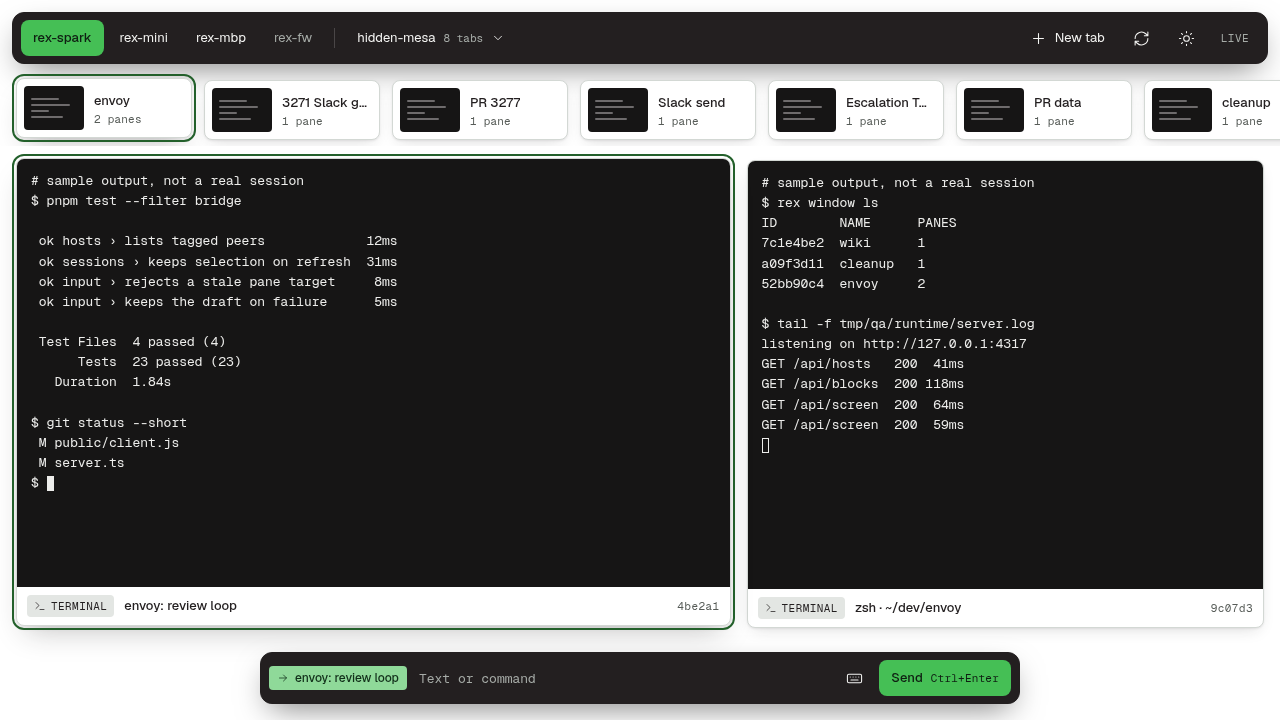 rex-spark rex-mini rex-mbp rex-fw hidden-mesa 8 tabs New tab LIVE
envoy
2 panes
3271 Slack g...
1 pane
PR 3277
1 pane
Slack send
1 pane
Escalation T...
1 pane
PR data
1 pane
cleanup
1 pane
# sample output, not a real session
$ pnpm test --filter bridge
ok hosts › lists tagged peers 12ms
ok sessions › keeps selection on refresh 31ms
ok input › rejects a stale pane target 8ms
ok input › keeps the draft on failure 5ms
Test Files 4 passed (4)
Tests 23 passed (23)
Duration 1.84s
$ git status --short
M public/client.js
M server.ts
$
>_ TERMINAL envoy: review loop 4be2a1
# sample output, not a real session
$ rex window ls
ID NAME PANES
7c1e4be2 wiki 1
a09f3d11 cleanup 1
52bb90c4 envoy 2
$ tail -f tmp/qa/runtime/server.log
listening on http://127.0.0.1:4317
GET /api/hosts 200 41ms
GET /api/blocks 200 118ms
GET /api/screen 200 64ms
GET /api/screen 200 59ms
>_ TERMINAL zsh · ~/dev/envoy 9c07d3
→ envoy: review loop Text or command Send Ctrl+Enter